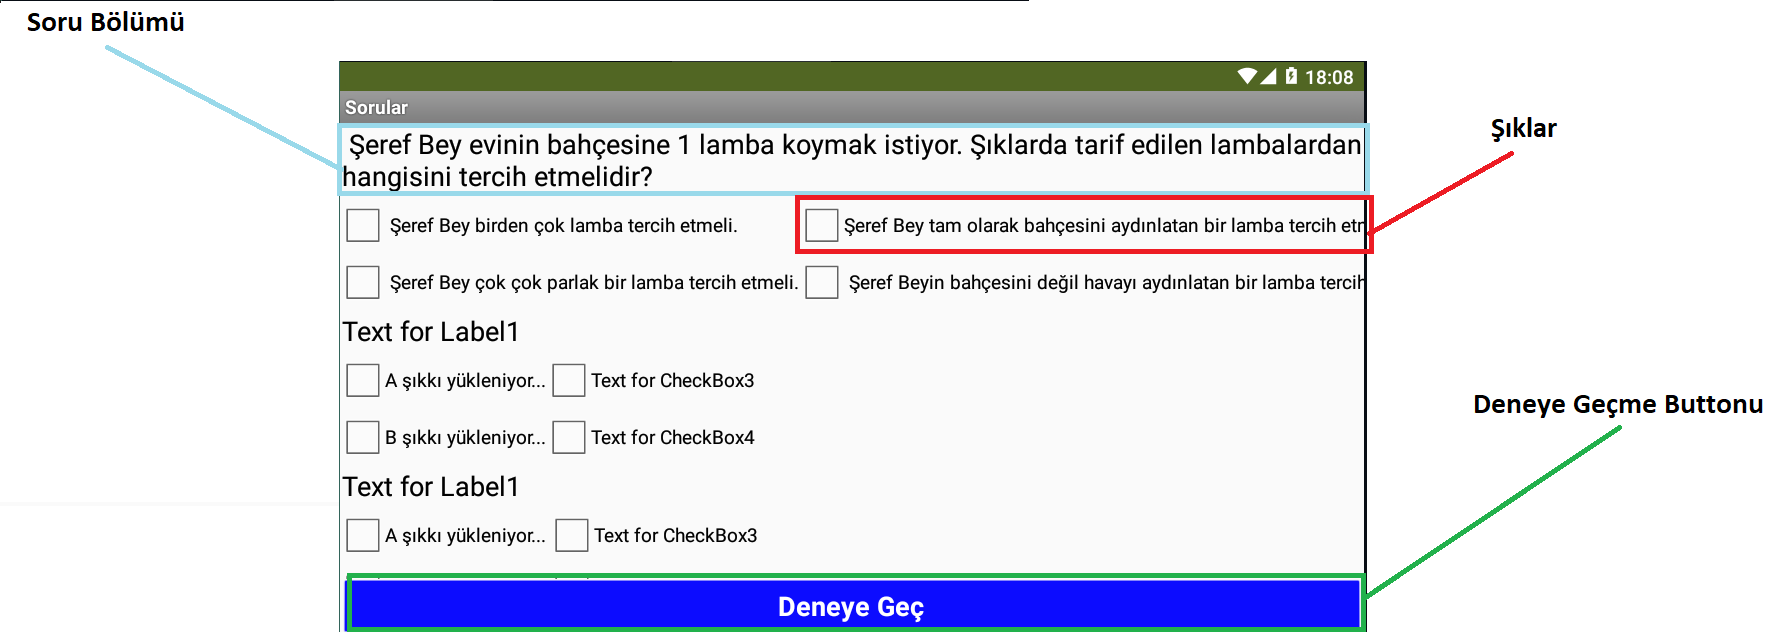 Soru Bölümü
18:08
Sorular
Şeref Bey evinin bahçesine 1 lamba koymak istiyor. Şıklarda tarif edilen lambalardan
hangisini tercih etmelidir?
Şıklar
Şeref Bey birden çok lamba tercih etmeli.
Şeref Bey tam olarak bahçesini aydınlatan bir lamba tercih
Şeref Bey çok çok parlak bir lamba tercih etmeli.
Şeref Beyin bahçesini değil havayı aydınlatan bir lamba tercih
Text for Label1
A şıkkı yükleniyor...
Text for CheckBox3
B şıkkı yükleniyor...
Text for CheckBox4
Deneye Geçme Buttonu
Text for Label1
A şıkkı yükleniyor...
Text for CheckBox3
Deneye Geç